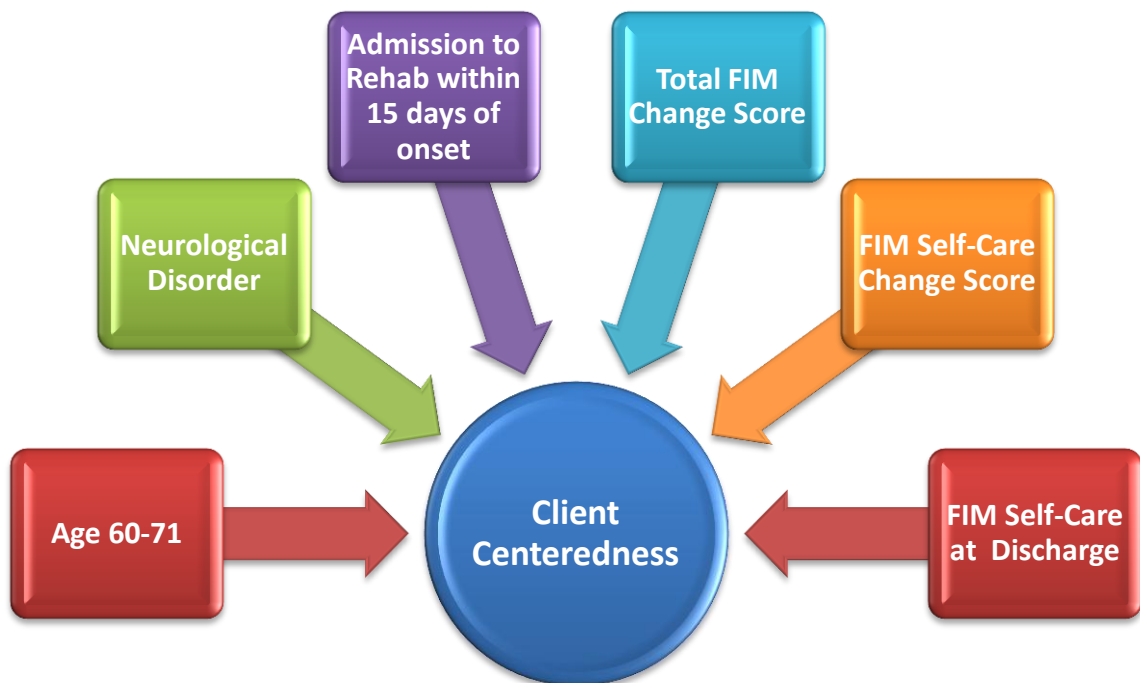 Admission to
Rehab within
15 days of
onset
Total FIM
Change Score
Neurological
Disorder
FIM Self-Care
Change Score
Age 60-71
Client
Centeredness
FIM Self-Care
at Discharge